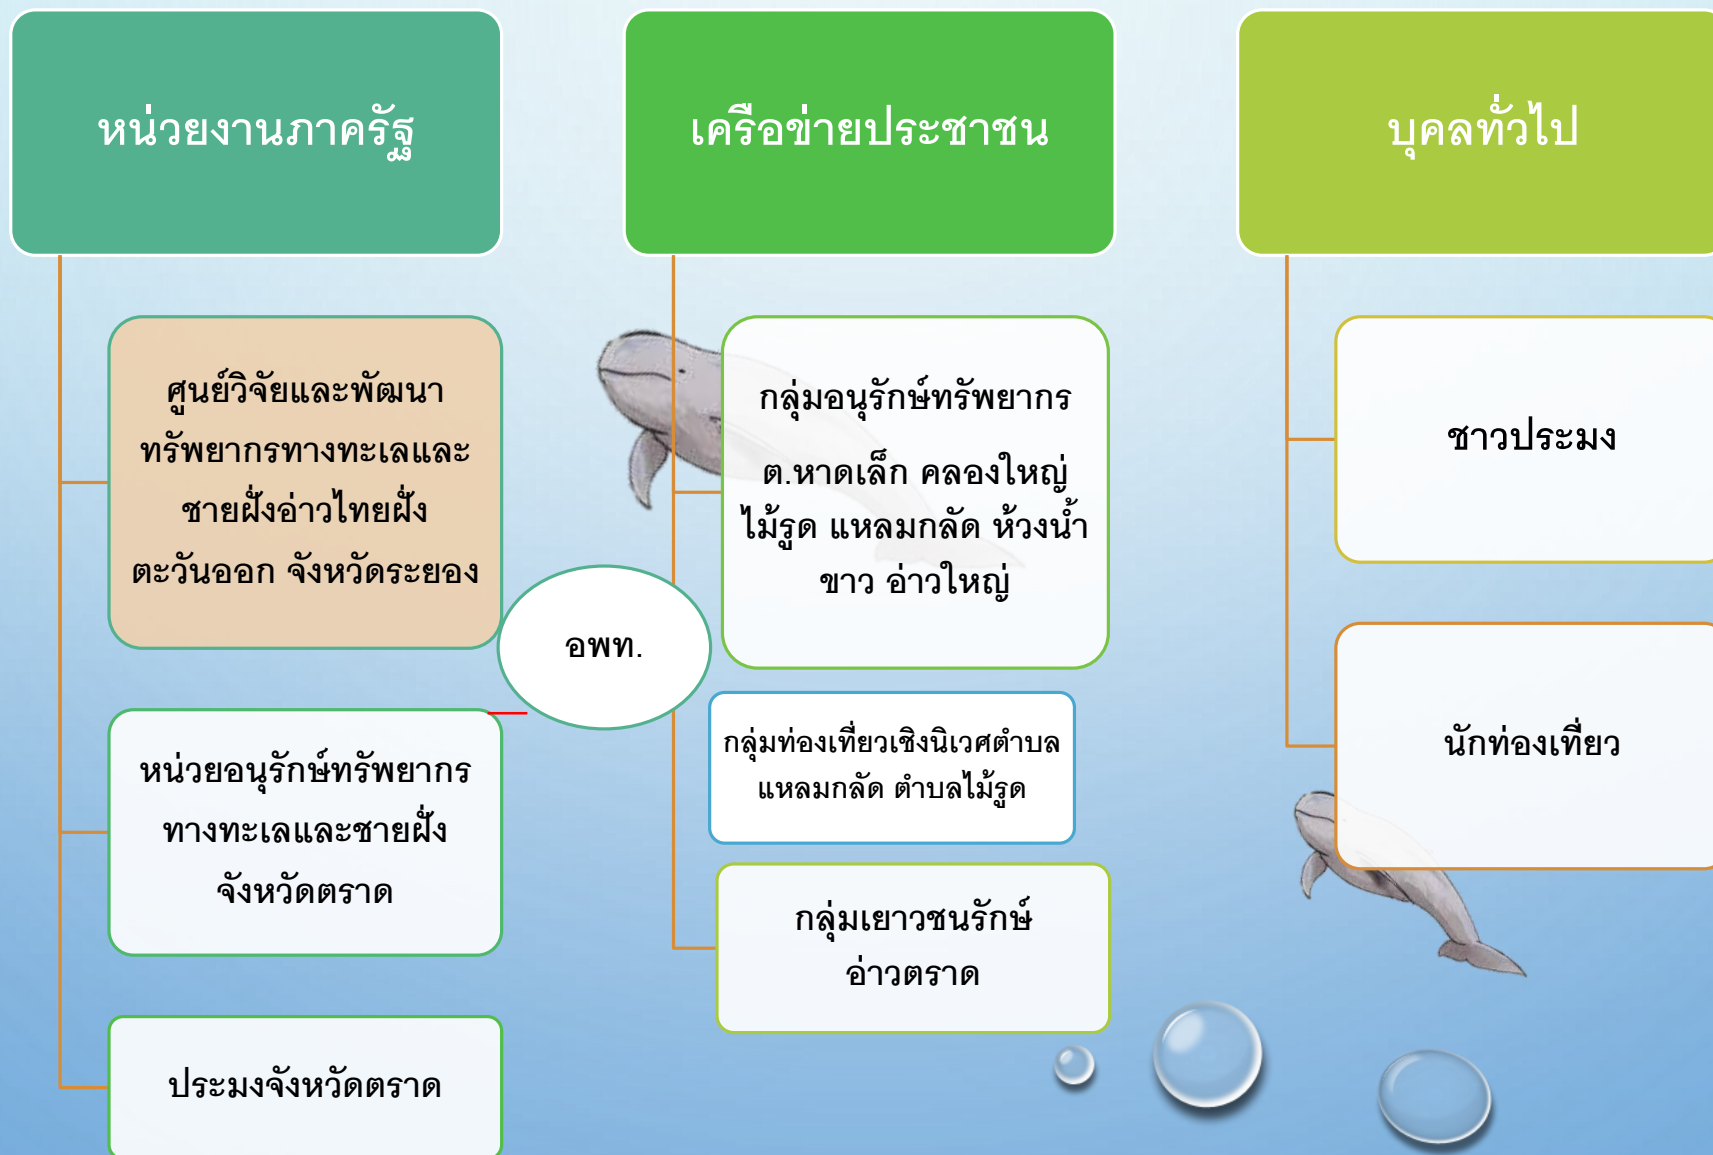 หน่วยงานภาครัฐ
ศูนย์วิจัยและพัฒนา
ทรัพยากรทางทะเลและ
ชายฝั่งอ่าวไทยฝั่ง
ตะวันออก จังหวัดระยอง
หน่วยอนุรักษ์ทรัพยากร
ทางทะเลและชายฝั่ง
จังหวัดตราด
ประมงจังหวัดตราด
อพท.
เครือข่ายประชาชน
กลุ่มอนุรักษ์ทรัพยากร
ต.หาดเล็ก คลองใหญ่
ไม้รูด แหลมกลัด ห้วงน้ำ
ขาว อ่าวใหญ่
กลุ่มท่องเที่ยวเชิงนิเวศตำบล
แหลมกลัด ตำบลไม้รูด
กลุ่มเยาวชนรักษ์
อ่าวตราด
บุคลทั่วไป
ชาวประมง
นักท่องเที่ยว